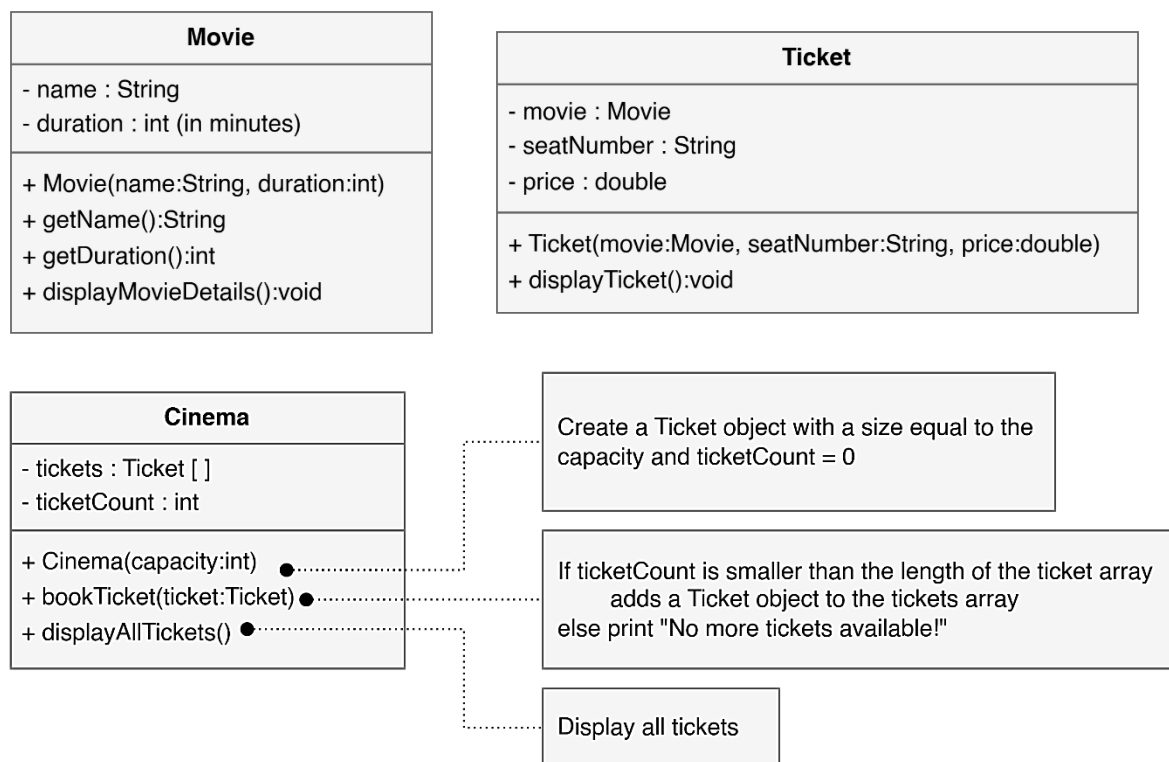 Movie
- name : String
- duration : int (in minutes)
+ Movie(name:String, duration:int)
+ getName():String
+ getDuration():int
+ displayMovieDetails():void
Ticket
- movie : Movie
- seatNumber : String
- price : double
+ Ticket(movie:Movie, seatNumber:String, price:double)
+ displayTicket():void
Cinema
- tickets : Ticket [ ]
- ticketCount : int
+ Cinema(capacity:int)
+ bookTicket(ticket:Ticket)
+ displayAllTickets()
Create a Ticket object with a size equal to the
capacity and ticketCount = 0
If ticketCount is smaller than the length of the ticket array
adds a Ticket object to the tickets array
else print "No more tickets available!"
Display all tickets